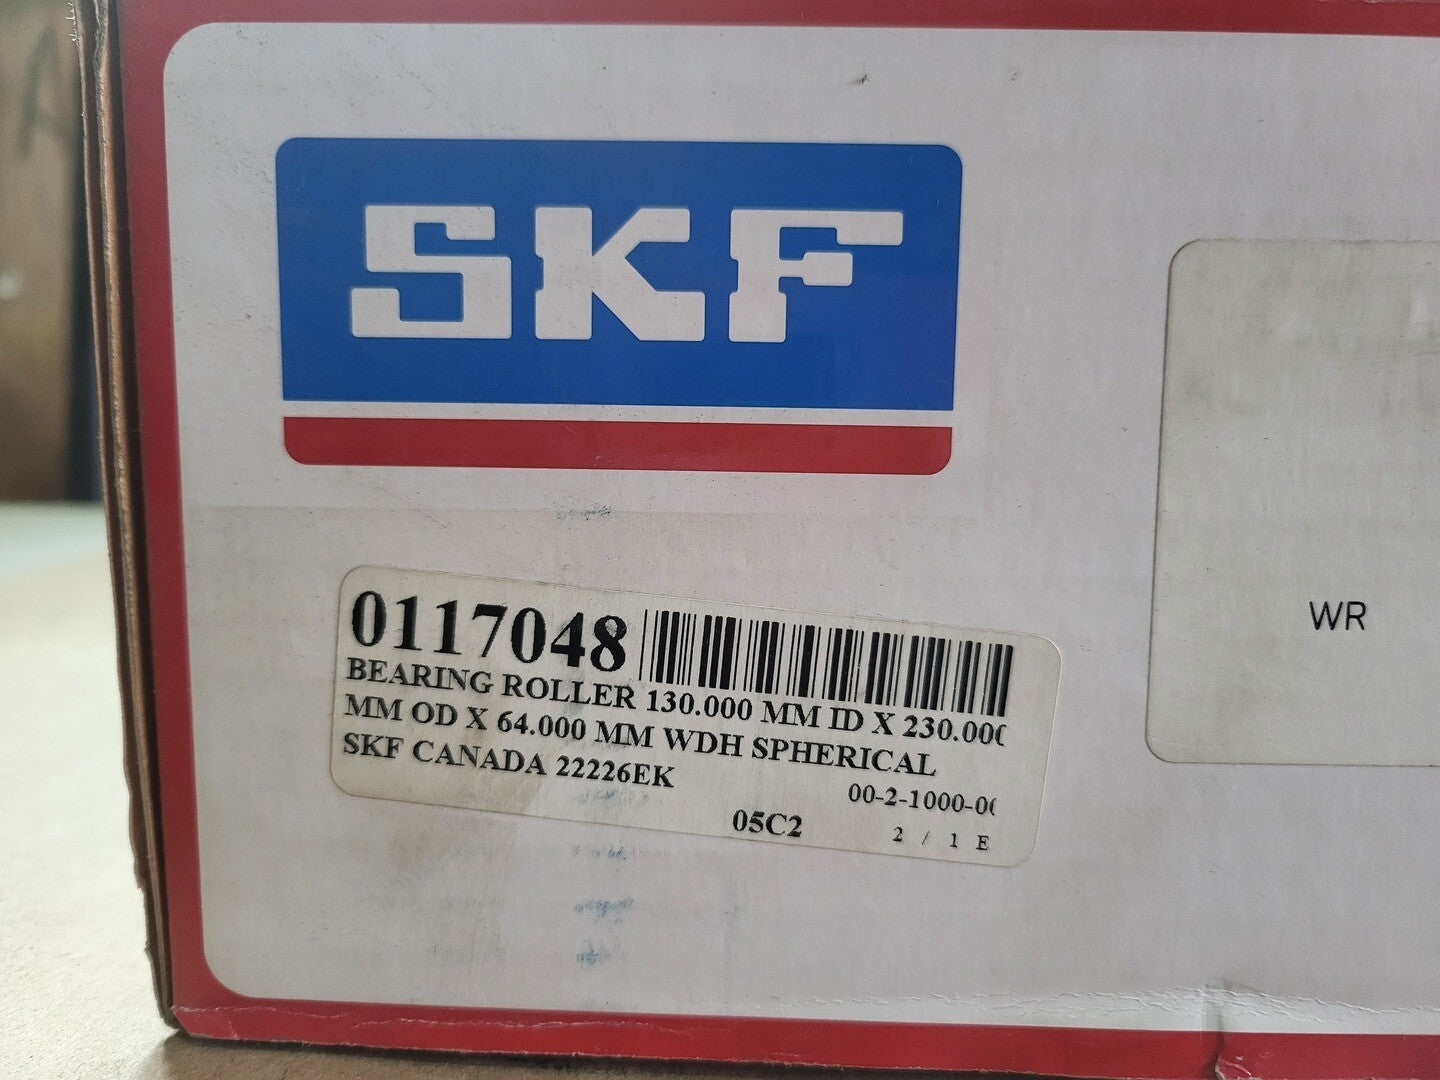 SKF
WR
0117048
BEARING ROLLER 130.000 MM ID X 230.00
MM OD X 64.000 MM WDH SPHERICAL
SKF CANADA 22226EK
00-2-1000-0
05C2
2 / 1 E